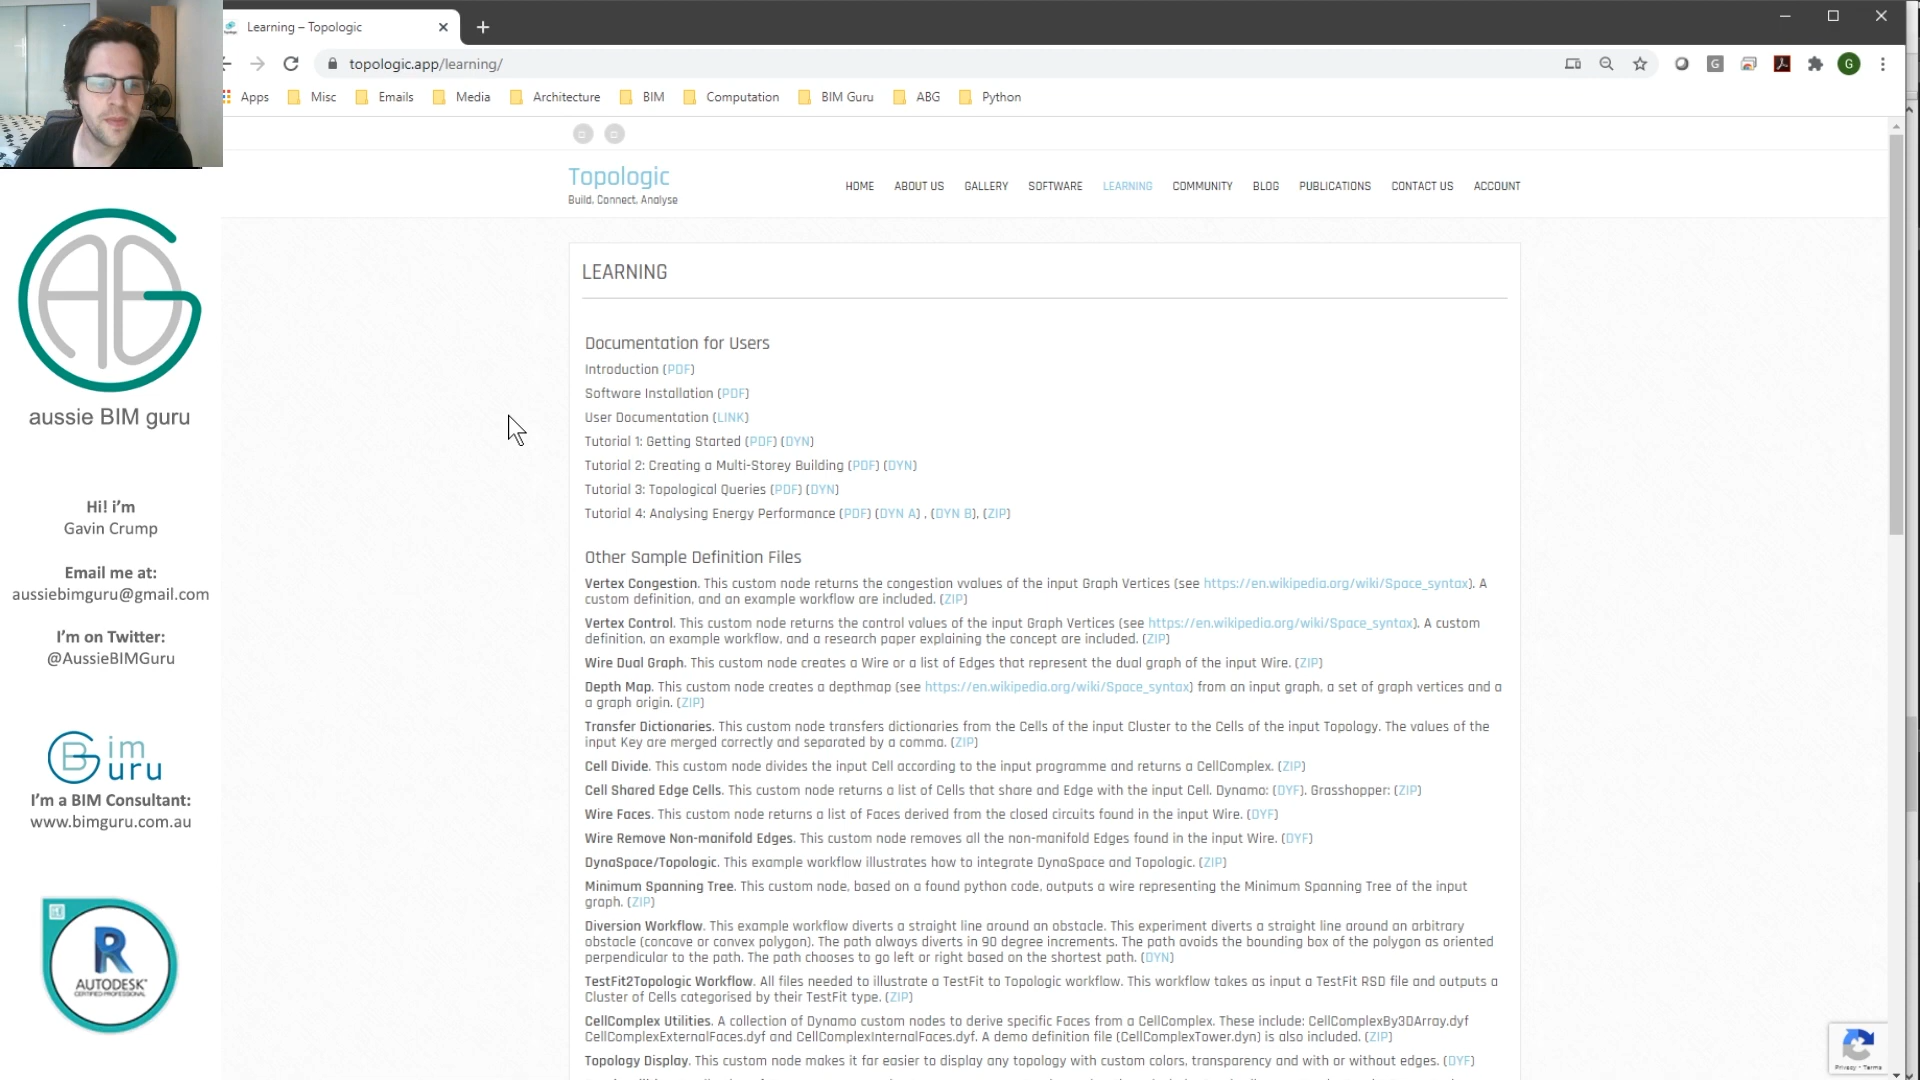 Learning – Topologic
topologic.app/learning/
G
Apps Misc Emails Media Architecture BIM Computation BIM Guru ABG Python
Topologic
Build, Connect, Analyse
HOME ABOUT US GALLERY SOFTWARE LEARNING COMMUNITY BLOG PUBLICATIONS CONTACT US ACCOUNT
LEARNING
Documentation for Users
Introduction (PDF)
Software Installation (PDF)
User Documentation (LINK)
Tutorial 1: Getting Started (PDF) (DYN)
Tutorial 2: Creating a Multi-Storey Building (PDF) (DYN)
Tutorial 3: Topological Queries (PDF) (DYN)
Tutorial 4: Analysing Energy Performance (PDF) (DYN A) , (DYN B), (ZIP)
Other Sample Definition Files
Vertex Congestion. This custom node returns the congestion vvalues of the input Graph Vertices (see https://en.wikipedia.org/wiki/Space_syntax). A
custom definition, and an example workflow are included. (ZIP)
Vertex Control. This custom node returns the control values of the input Graph Vertices (see https://en.wikipedia.org/wiki/Space_syntax). A custom
definition, an example workflow, and a research paper explaining the concept are included. (ZIP)
Wire Dual Graph. This custom node creates a Wire or a list of Edges that represent the dual graph of the input Wire. (ZIP)
Depth Map. This custom node creates a depthmap (see https://en.wikipedia.org/wiki/Space_syntax) from an input graph, a set of graph vertices and a
a graph origin. (ZIP)
Transfer Dictionaries. This custom node transfers dictionaries from the Cells of the input Cluster to the Cells of the input Topology. The values of the
input Key are merged correctly and separated by a comma. (ZIP)
Cell Divide. This custom node divides the input Cell according to the input programme and returns a CellComplex. (ZIP)
Cell Shared Edge Cells. This custom node returns a list of Cells that share and Edge with the input Cell. Dynamo: (DYF). Grasshopper: (ZIP)
Wire Faces. This custom node returns a list of Faces derived from the closed circuits found in the input Wire. (DYF)
Wire Remove Non-manifold Edges. This custom node removes all the non-manifold Edges found in the input Wire. (DYF)
DynaSpace/Topologic. This example workflow illustrates how to integrate DynaSpace and Topologic. (ZIP)
Minimum Spanning Tree. This custom node, based on a found python code, outputs a wire representing the Minimum Spanning Tree of the input
graph. (ZIP)
Diversion Workflow. This example workflow diverts a straight line around an obstacle. This experiment diverts a straight line around an arbitrary
obstacle (concave or convex polygon). The path always diverts in 90 degree increments. The path avoids the bounding box of the polygon as oriented
perpendicular to the path. The path chooses to go left or right based on the shortest path. (DYN)
TestFit2Topologic Workflow. All files needed to illustrate a TestFit to Topologic workflow. This workflow takes as input a TestFit RSD file and outputs a
Cluster of Cells categorised by their TestFit type. (ZIP)
CellComplex Utilities. A collection of Dynamo custom nodes to derive specific Faces from a CellComplex. These include: CellComplexBy3DArray.dyf
CellComplexExternalFaces.dyf and CellComplexInternalFaces.dyf. A demo definition file (CellComplexTower.dyn) is also included. (ZIP)
Topology Display. This custom node makes it far easier to display any topology with custom colors, transparency and with or without edges. (DYF)
Privacy - Terms
ABG
aussie BIM guru
Hi! i'm
Gavin Crump
Email me at:
aussiebimguru@gmail.com
I'm on Twitter:
@AussieBIMGuru
Bim
Guru
I'm a BIM Consultant:
www.bimguru.com.au
R
AUTODESK
CERTIFIED PROFESSIONAL